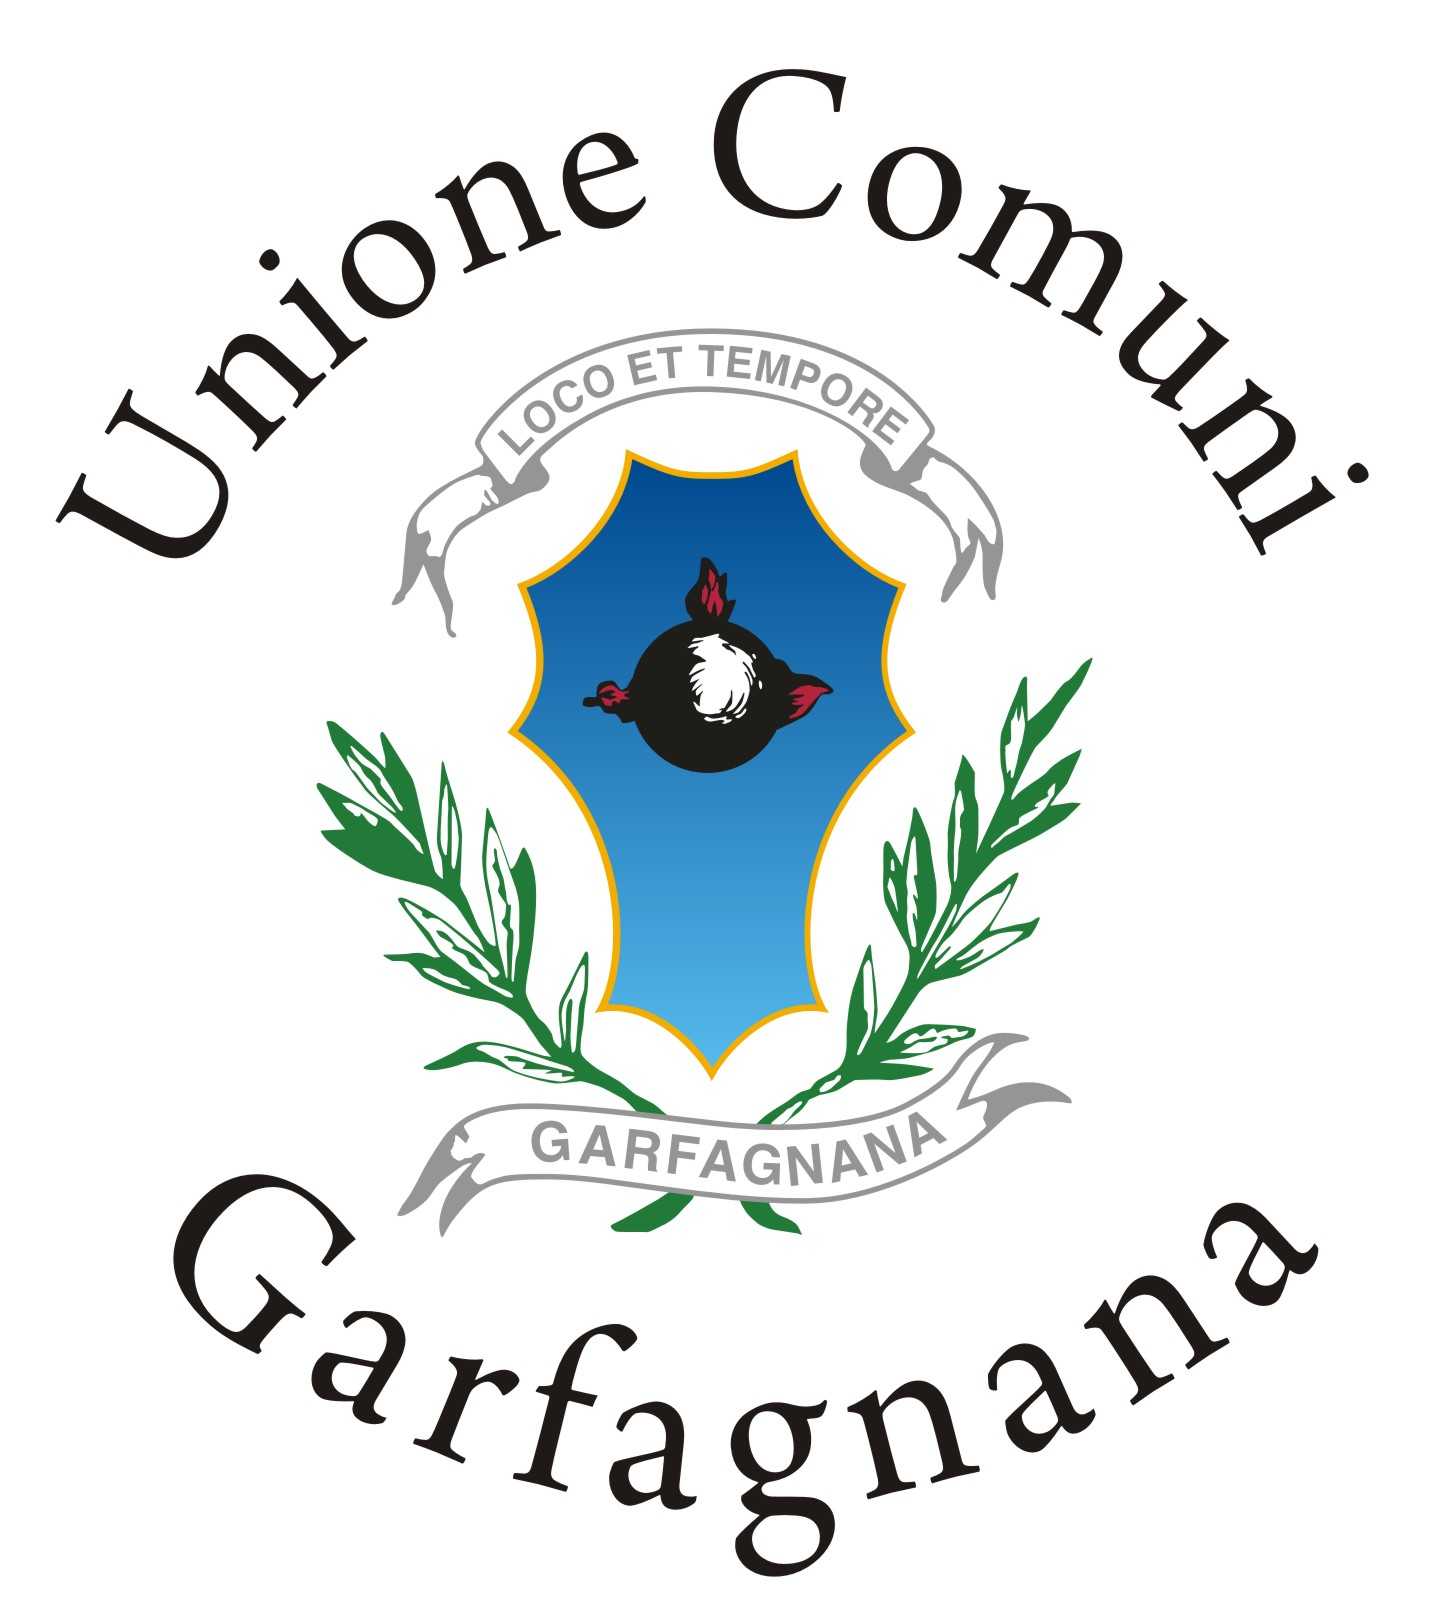 Unione Comuni
LOCO ET TEMPORE
GARFAGNANA
Garfagnana